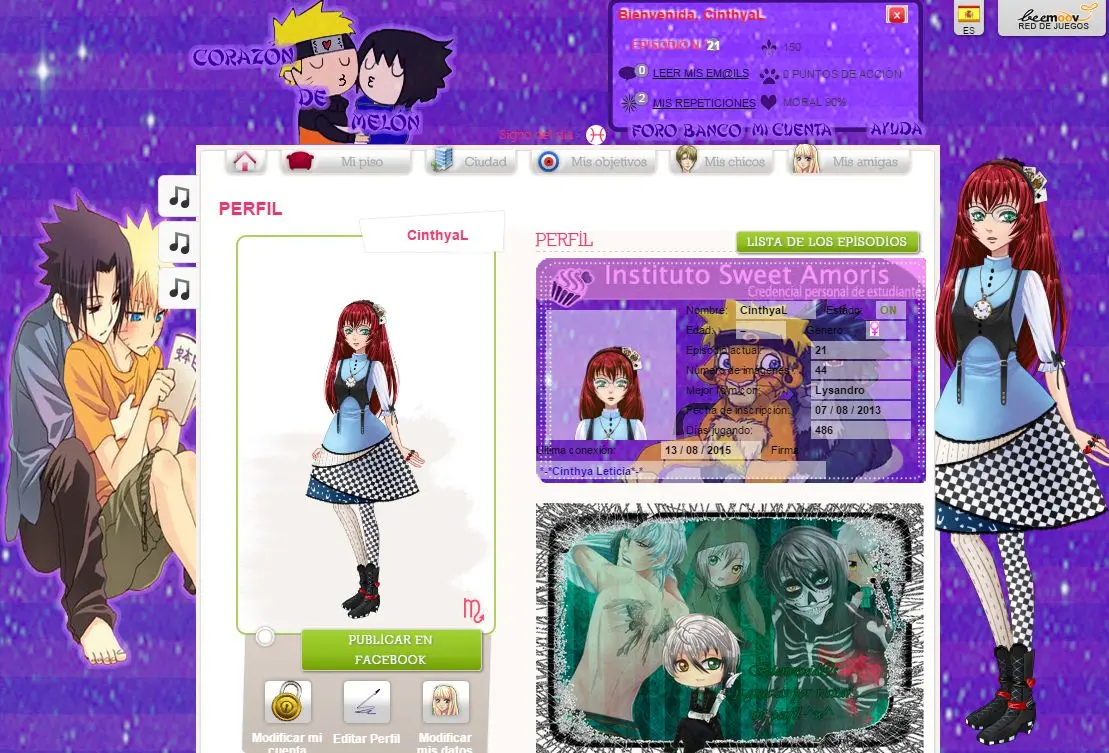 Bienvenida, CinthyaL
ES
beemoov
RED DE JUEGOS
EPISODIO N. 21
150
CORAZÓN
DE
MELÓN
0
LEER MIS EM@ILS
0 PUNTOS DE ACCIÓN
2
MIS REPETICIONES
MORAL 90%
Signo del día :
FORO BANCO MI CUENTA AYUDA
Mi piso
Ciudad
Mis objetivos
Mis chicos
Mis amigas
PERFIL
CinthyaL
PERFIL
LISTA DE LOS EPISODIOS
Instituto Sweet Amoris
Credencial personal de estudiante
Nombre: CinthyaL
Estado: ON
Edad:
Género:
Episodio actual: 21
Número de imágenes: 44
Lysandro
Fecha de inscripción: 07 / 08 / 2013
Días jugando: 486
Última conexión: 13 / 08 / 2015 Firma
*-*Cinthya Leticia*-*
PUBLICAR EN
FACEBOOK
Modificar mi
cuenta
Editar Perfil
Modificar
mis datos